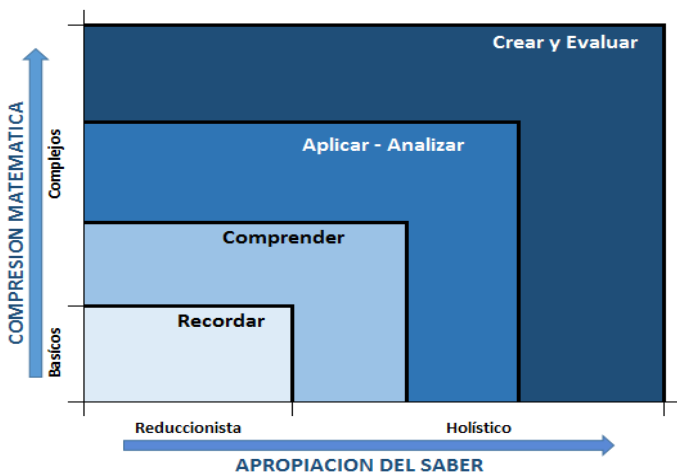 Crear y Evaluar
Aplicar - Analizar
Comprender
Recordar
COMPRESION MATEMATICA
Complejos
Basicos
Reduccionista
Holístico
APROPIACION DEL SABER